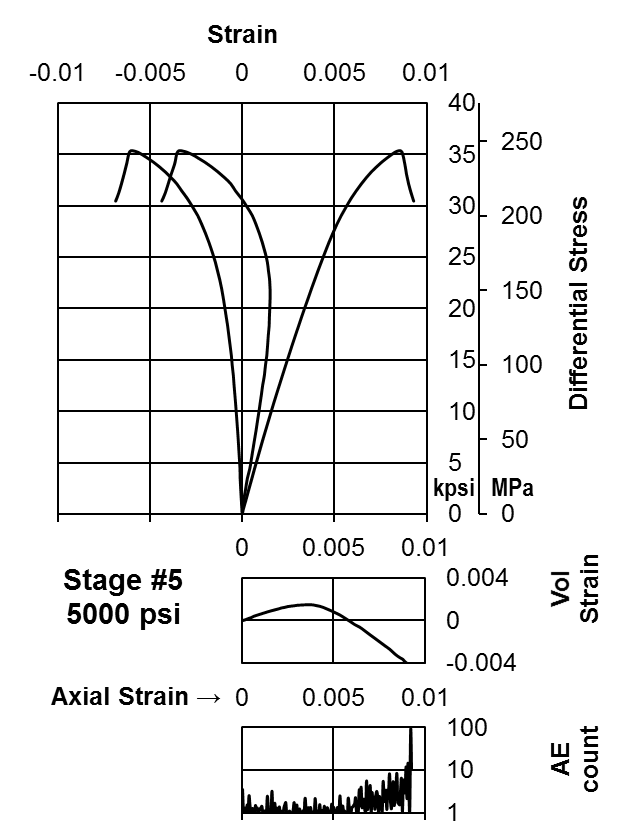 Strain
-0.01 -0.005 0 0.005 0.01
40
250
35
30
200
25
150
20
15
100
10
50
5
kpsi MPa
0 0
Differential Stress
0 0.005 0.01
Stage #5
5000 psi
0.004
0
-0.004
Vol
Strain
Axial Strain → 0 0.005 0.01
100
10
1
AE
count